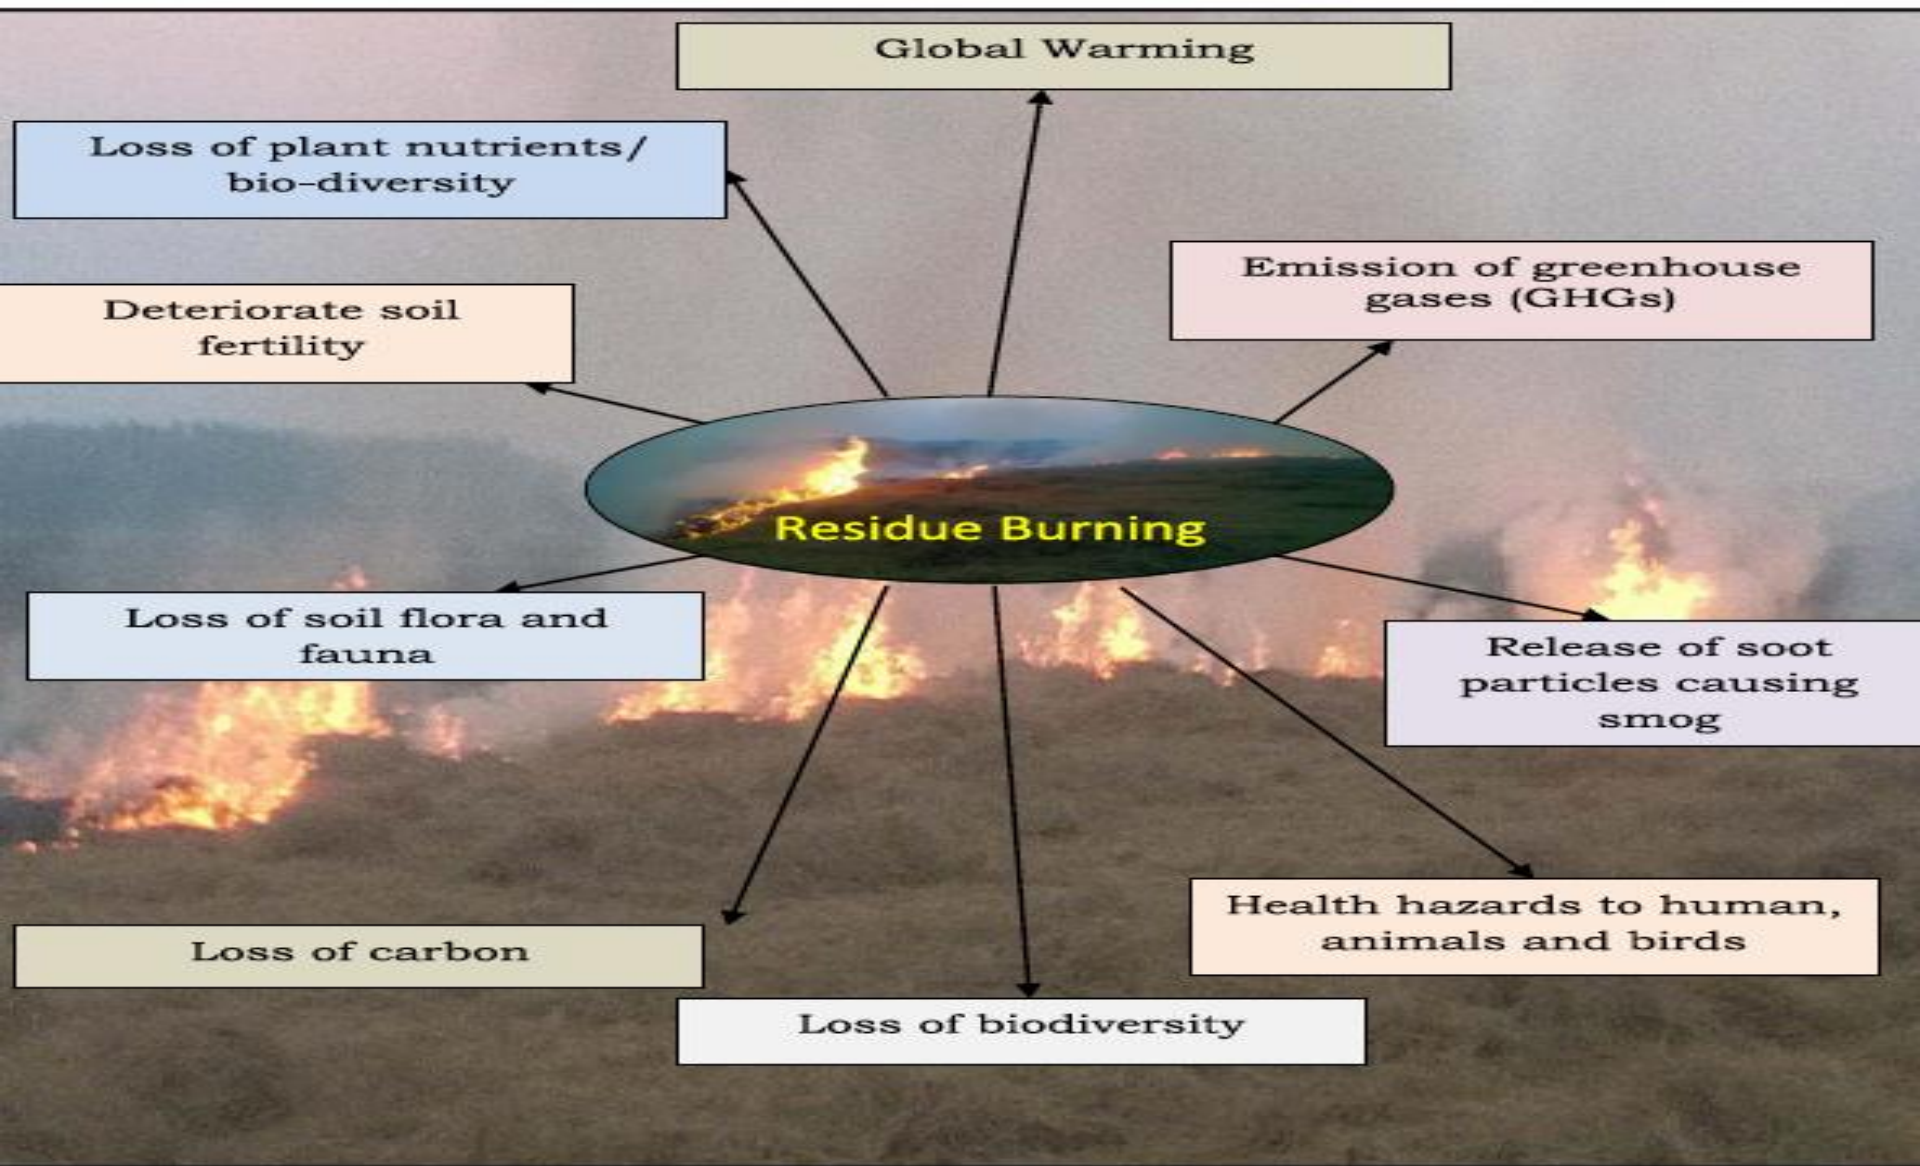 Global Warming
Loss of plant nutrients/
bio-diversity
Emission of greenhouse
gases (GHGs)
Deteriorate soil
fertility
Residue Burning
Loss of soil flora and
fauna
Release of soot
particles causing
smog
Health hazards to human,
animals and birds
Loss of carbon
Loss of biodiversity